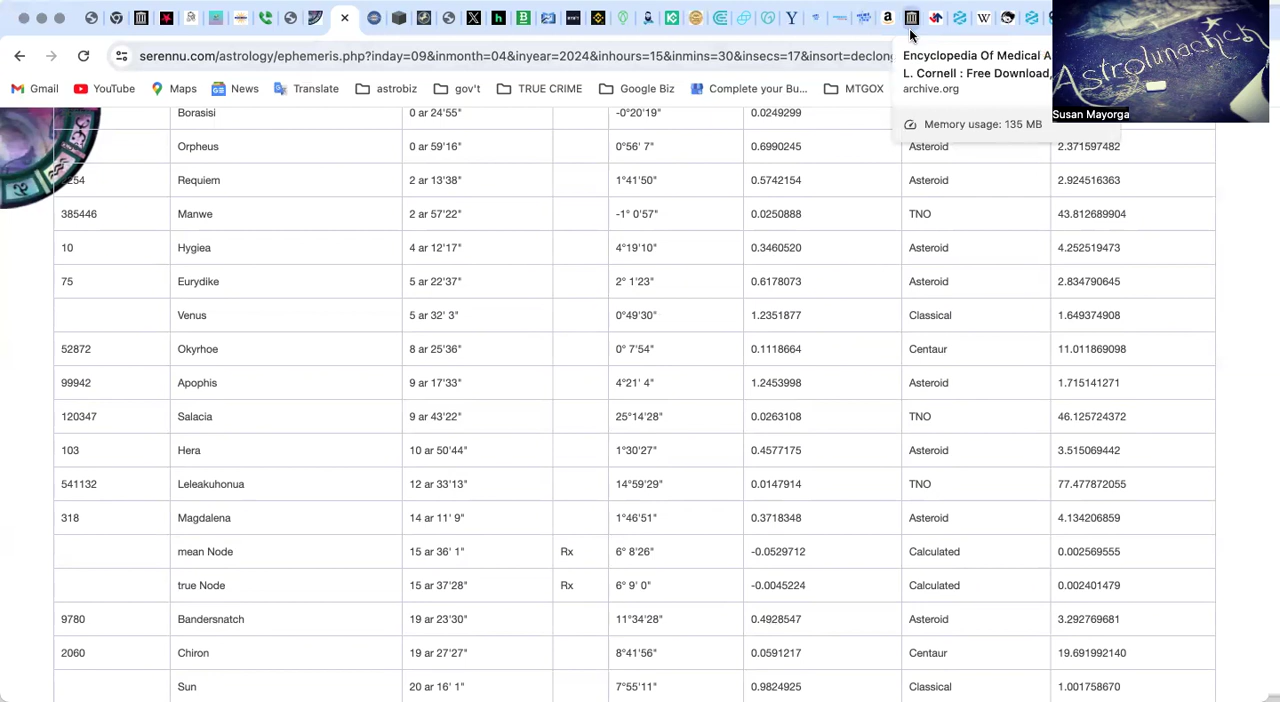 serennu.com/astrology/ephemeris.php?inday=09&inmonth=04&inyear=2024&inhours=15&inmins=30&insecs=17&insort=declong
Encyclopedia Of Medical A
L. Cornell : Free Download,
archive.org
Memory usage: 135 MB
Astrolunachick
Susan Mayorga
Gmail YouTube Maps News Translate astrobiz gov't TRUE CRIME Google Biz Complete your Bu... MTGOX
Borasisi 0 ar 24'55" -0°20'19" 0.0249299
Orpheus 0 ar 59'16" 0°56' 7" 0.6990245 Asteroid 2.371597482
254 Requiem 2 ar 13'38" 1°41'50" 0.5742154 Asteroid 2.924516363
385446 Manwe 2 ar 57'22" -1° 0'57" 0.0250888 TNO 43.812689904
10 Hygiea 4 ar 12'17" 4°19'10" 0.3460520 Asteroid 4.252519473
75 Eurydike 5 ar 22'37" 2° 1'23" 0.6178073 Asteroid 2.834790645
Venus 5 ar 32' 3" 0°49'30" 1.2351877 Classical 1.649374908
52872 Okyrhoe 8 ar 25'36" 0° 7'54" 0.1118664 Centaur 11.011869098
99942 Apophis 9 ar 17'33" 4°21' 4" 1.2453998 Asteroid 1.715141271
120347 Salacia 9 ar 43'22" 25°14'28" 0.0263108 TNO 46.125724372
103 Hera 10 ar 50'44" 1°30'27" 0.4577175 Asteroid 3.515069442
541132 Leleakuhonua 12 ar 33'13" 14°59'29" 0.0147914 TNO 77.477872055
318 Magdalena 14 ar 11' 9" 1°46'51" 0.3718348 Asteroid 4.134206859
mean Node 15 ar 36' 1" Rx 6° 8'26" -0.0529712 Calculated 0.002569555
true Node 15 ar 37'28" Rx 6° 9' 0" -0.0045224 Calculated 0.002401479
9780 Bandersnatch 19 ar 23'30" 11°34'28" 0.4928547 Asteroid 3.292769681
2060 Chiron 19 ar 27'27" 8°41'56" 0.0591217 Centaur 19.691992140
Sun 20 ar 16' 1" 7°55'11" 0.9824925 Classical 1.001758670